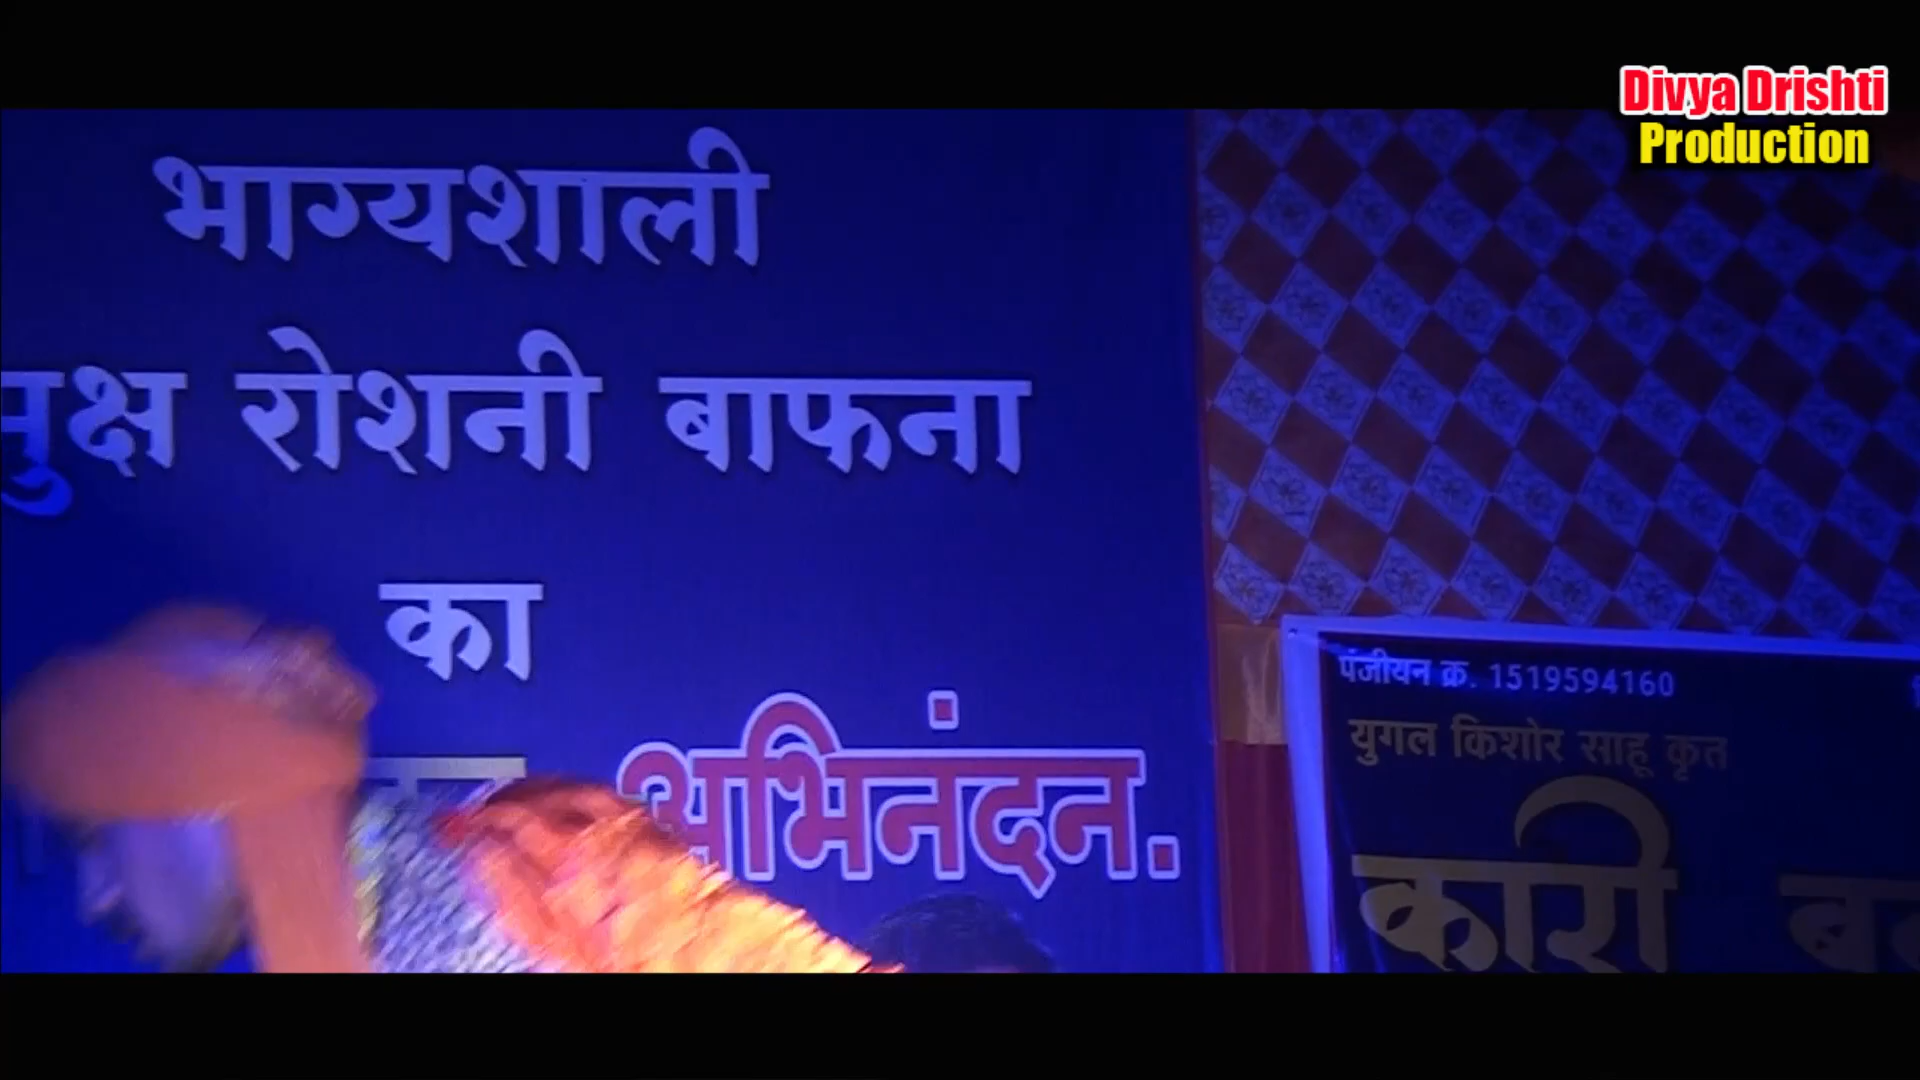 Divya Drishti
Production
भाग्यशाली
रोशनी बाफना
का
अभिनंदन.
पंजीयन क्र. 1519594160
युगल किशोर साहू कृत
कारी